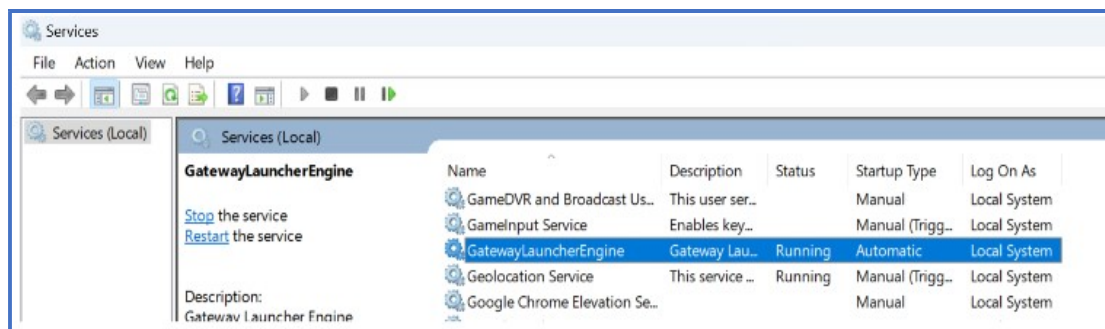 Services
File Action View Help
Services (Local)
Services (Local)
GatewayLauncherEngine
Stop the service
Restart the service
Description:
Gateway Launcher Engine
Name Description Status Startup Type Log On As
GameDVR and Broadcast Us... This user ser... Manual Local System
GameInput Service Enables key... Manual (Trigg... Local System
GatewayLauncherEngine Gateway Lau... Running Automatic Local System
Geolocation Service This service ... Running Manual (Trigg... Local System
Google Chrome Elevation Se... Manual Local System